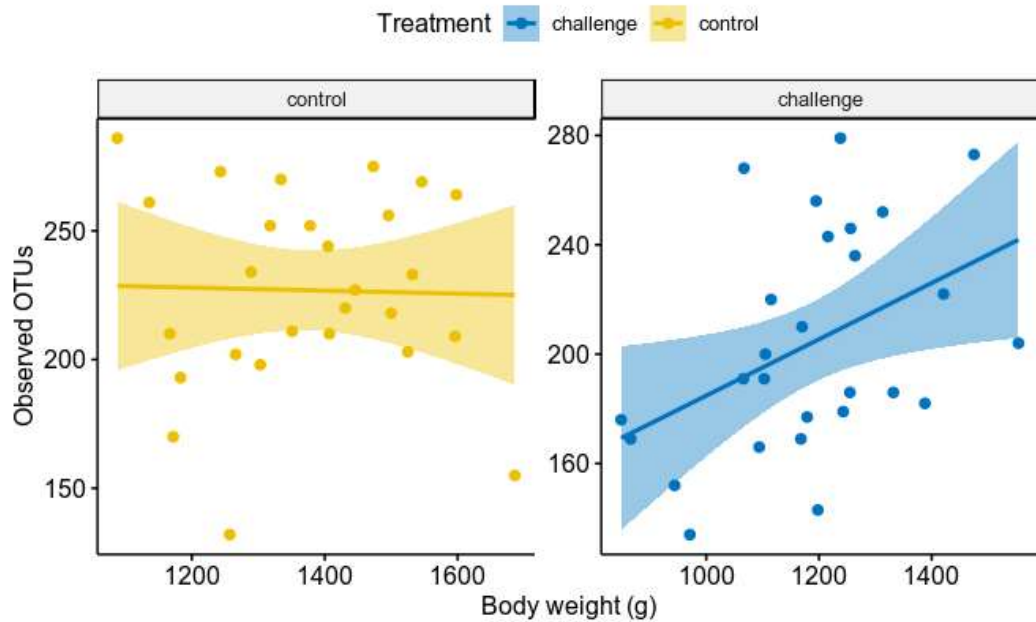 Treatment challenge control
control
challenge
Observed OTUs
250
200
150
1200 1400 1600
280
240
200
160
1000 1200 1400
Body weight (g)